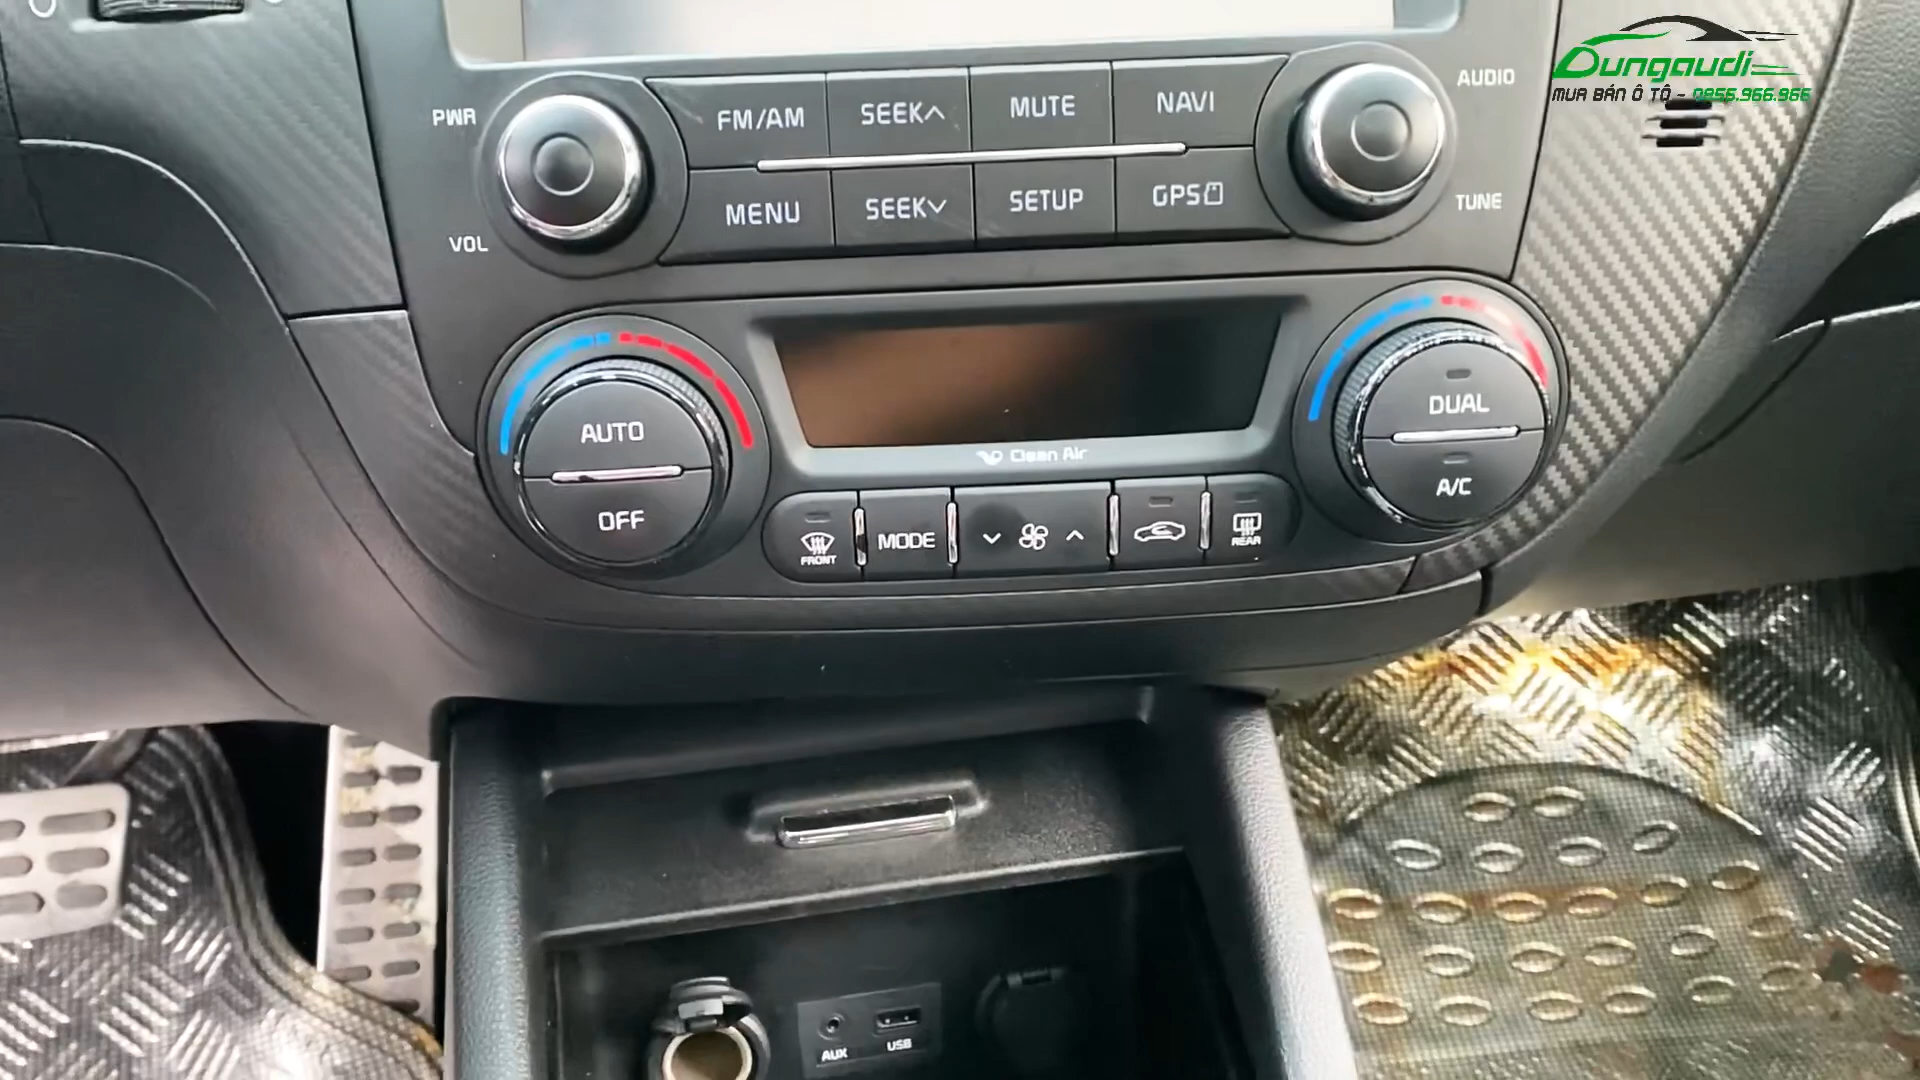 Dungaudi
MUA BÁN Ô TÔ - 0955.966.966
PWR
VOL
FM/AM
SEEK
MUTE
NAVI
MENU
SEEK
SETUP
GPS
AUDIO
TUNE
AUTO
OFF
Clean Air
DUAL
A/C
FRONT
MODE
REAR
AUX
USB